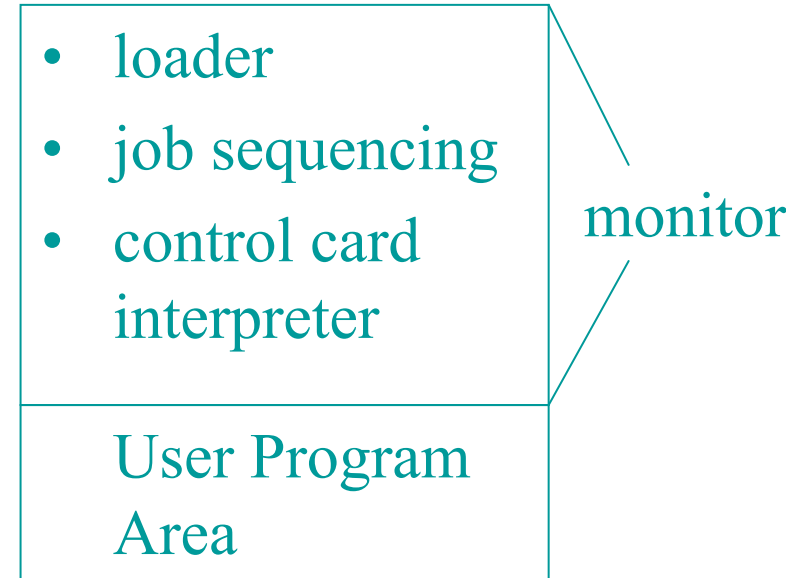 • loader
• job sequencing
• control card
interpreter
monitor
User Program
Area